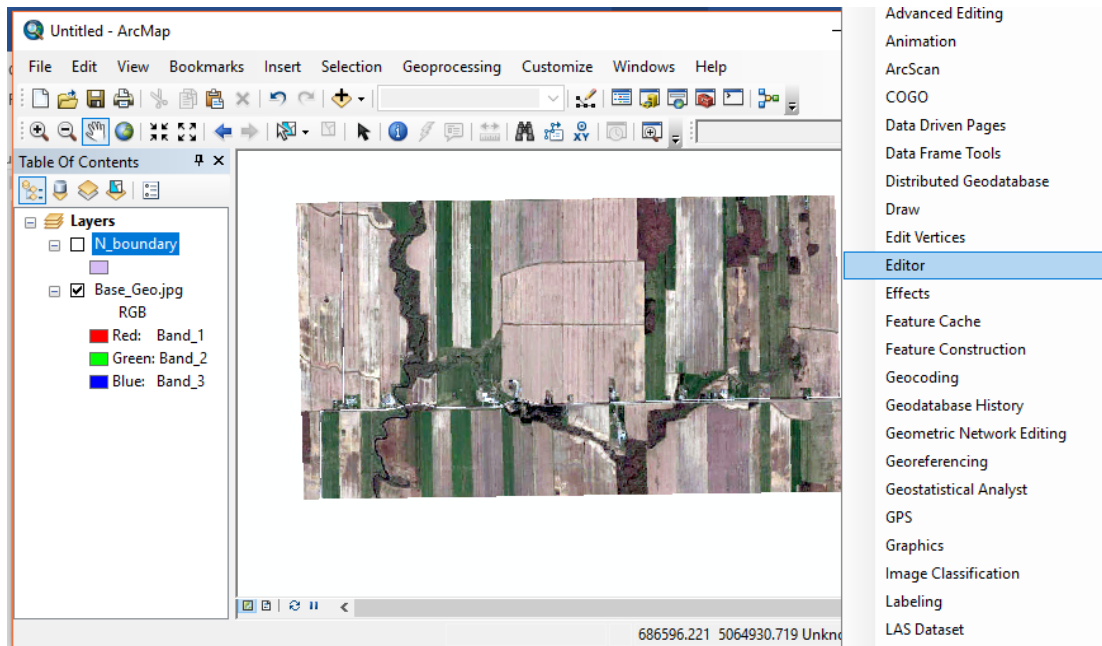 Untitled - ArcMap
File Edit View Bookmarks Insert Selection Geoprocessing Customize Windows Help
XY
Table Of Contents
Layers
N_boundary
Base_Geo.jpg
RGB
Red: Band_1
Green: Band_2
Blue: Band_3
686596.221 5064930.719 Unkno
Advanced Editing
Animation
ArcScan
COGO
Data Driven Pages
Data Frame Tools
Distributed Geodatabase
Draw
Edit Vertices
Editor
Effects
Feature Cache
Feature Construction
Geocoding
Geodatabase History
Geometric Network Editing
Georeferencing
Geostatistical Analyst
GPS
Graphics
Image Classification
Labeling
LAS Dataset